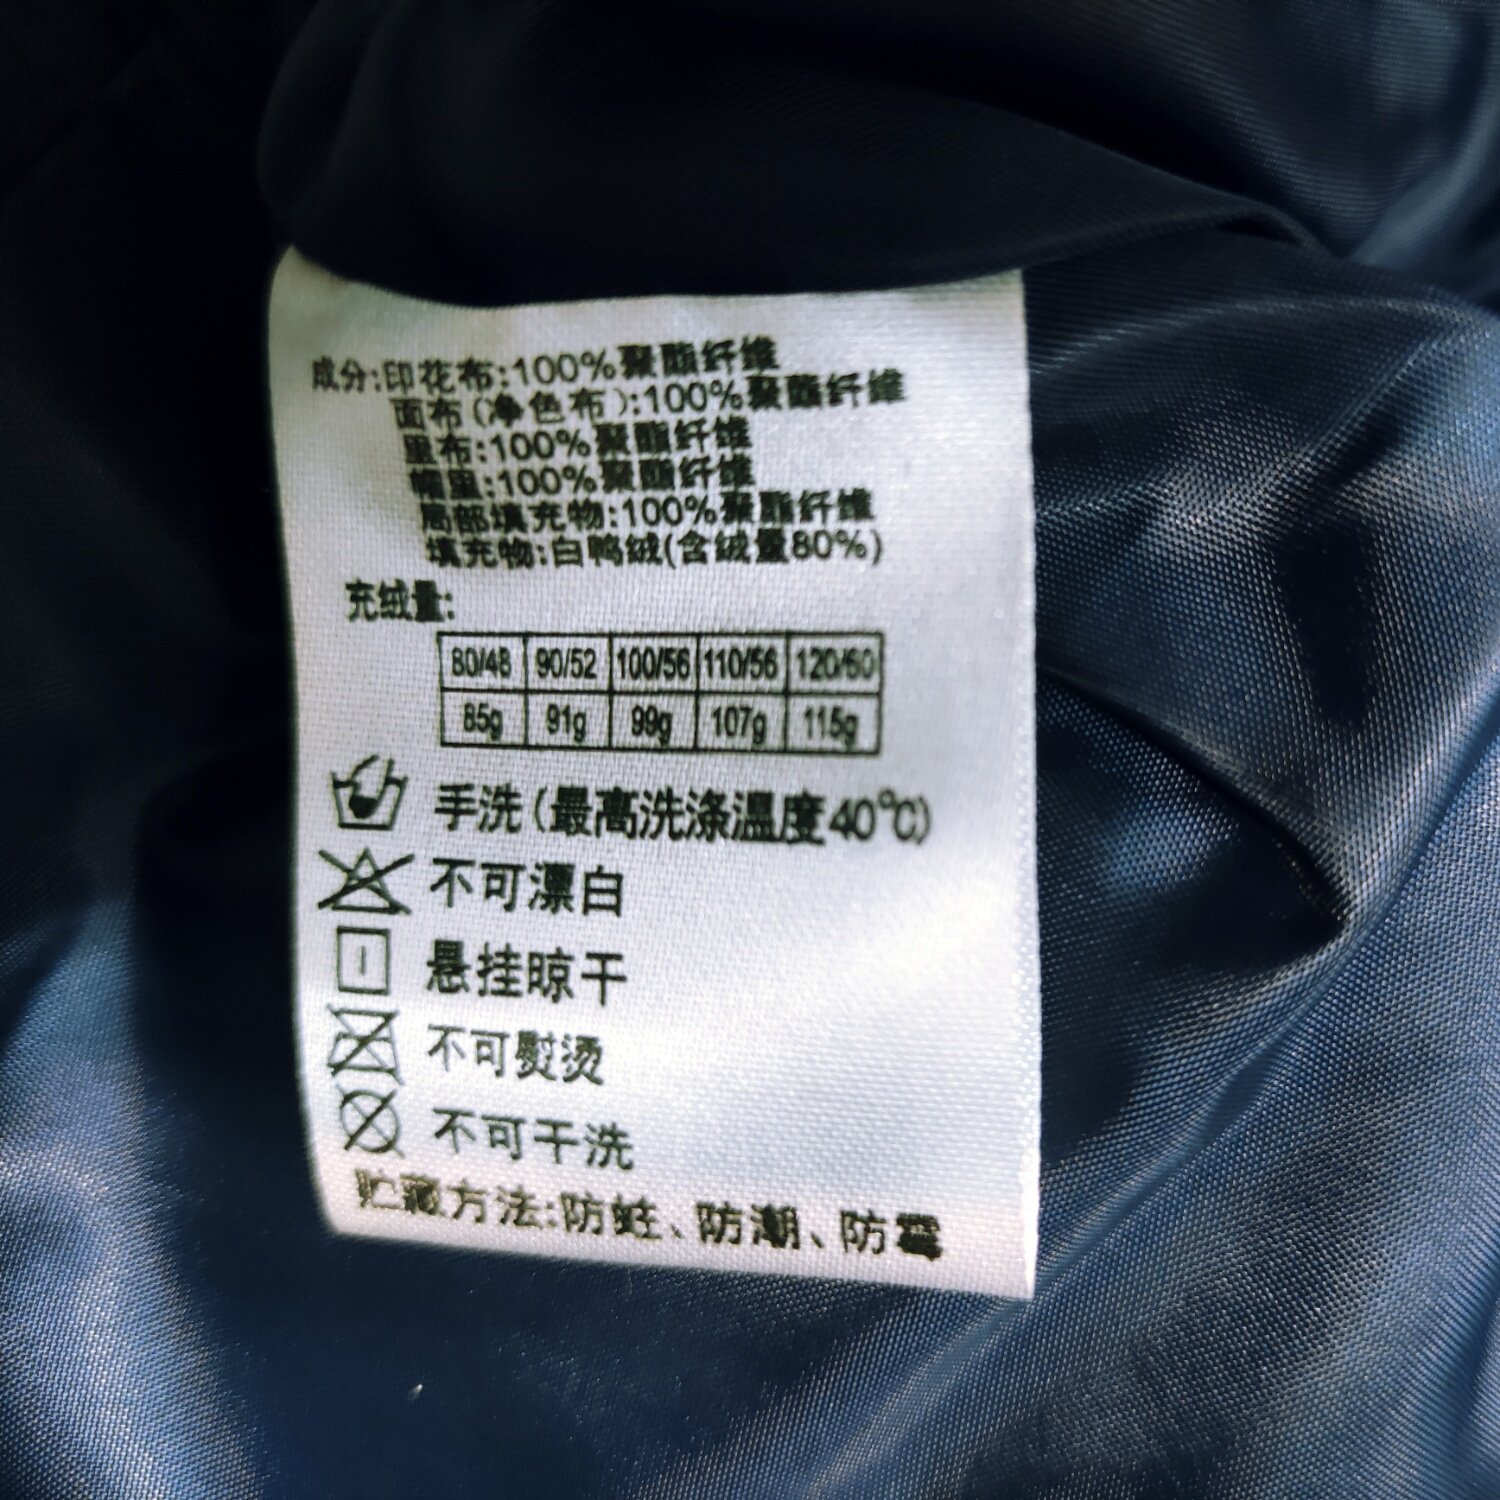 成分:印花布:100%聚酯纤维
面布(净色布):100%聚酯纤维
里布:100%聚酯纤维
帽里:100%聚酯纤维
局部填充物:100%聚酯纤维
填充物:白鸭绒(含绒量80%)
充绒量:
80/48 90/52 100/56 110/56 120/60
85g 91g 99g 107g 115g
手洗(最高洗涤温度40℃)
不可漂白
悬挂晾干
不可熨烫
不可干洗
贮藏方法:防蛀、防潮、防霉